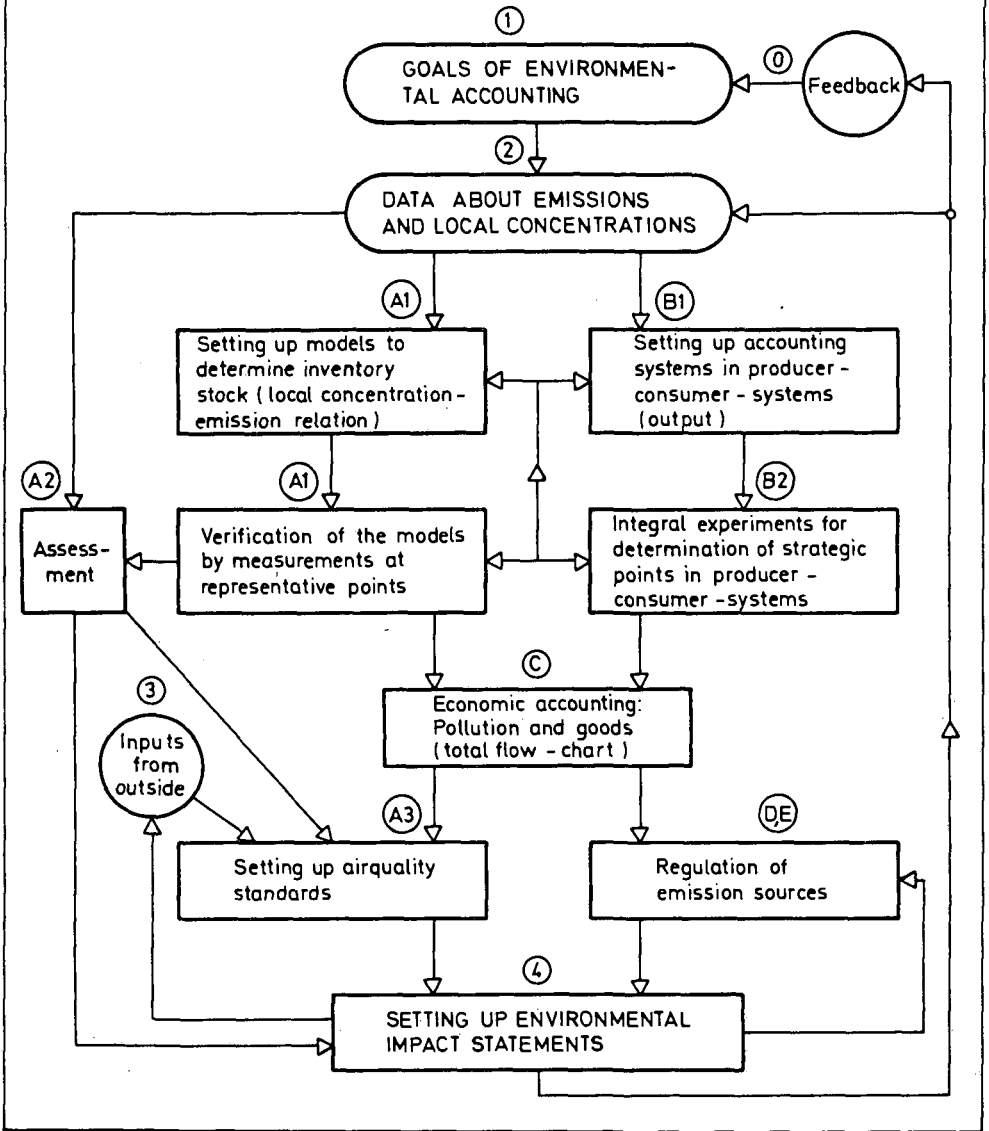 1
GOALS OF ENVIRONMEN-
TAL ACCOUNTING
0
Feedback
2
DATA ABOUT EMISSIONS
AND LOCAL CONCENTRATIONS
A1
Setting up models to
determine inventory
stock (local concentration-
emission relation)
B1
Setting up accounting
systems in producer-
consumer-systems
(output)
A2
Assess-
ment
A1
Verification of the models
by measurements at
representative points
B2
Integral experiments for
determination of strategic
points in producer-
consumer-systems
C
Economic accounting:
Pollution and goods
(total flow-chart)
3
Inputs
from
outside
A3
Setting up airquality
standards
D,E
Regulation of
emission sources
4
SETTING UP ENVIRONMENTAL
IMPACT STATEMENTS